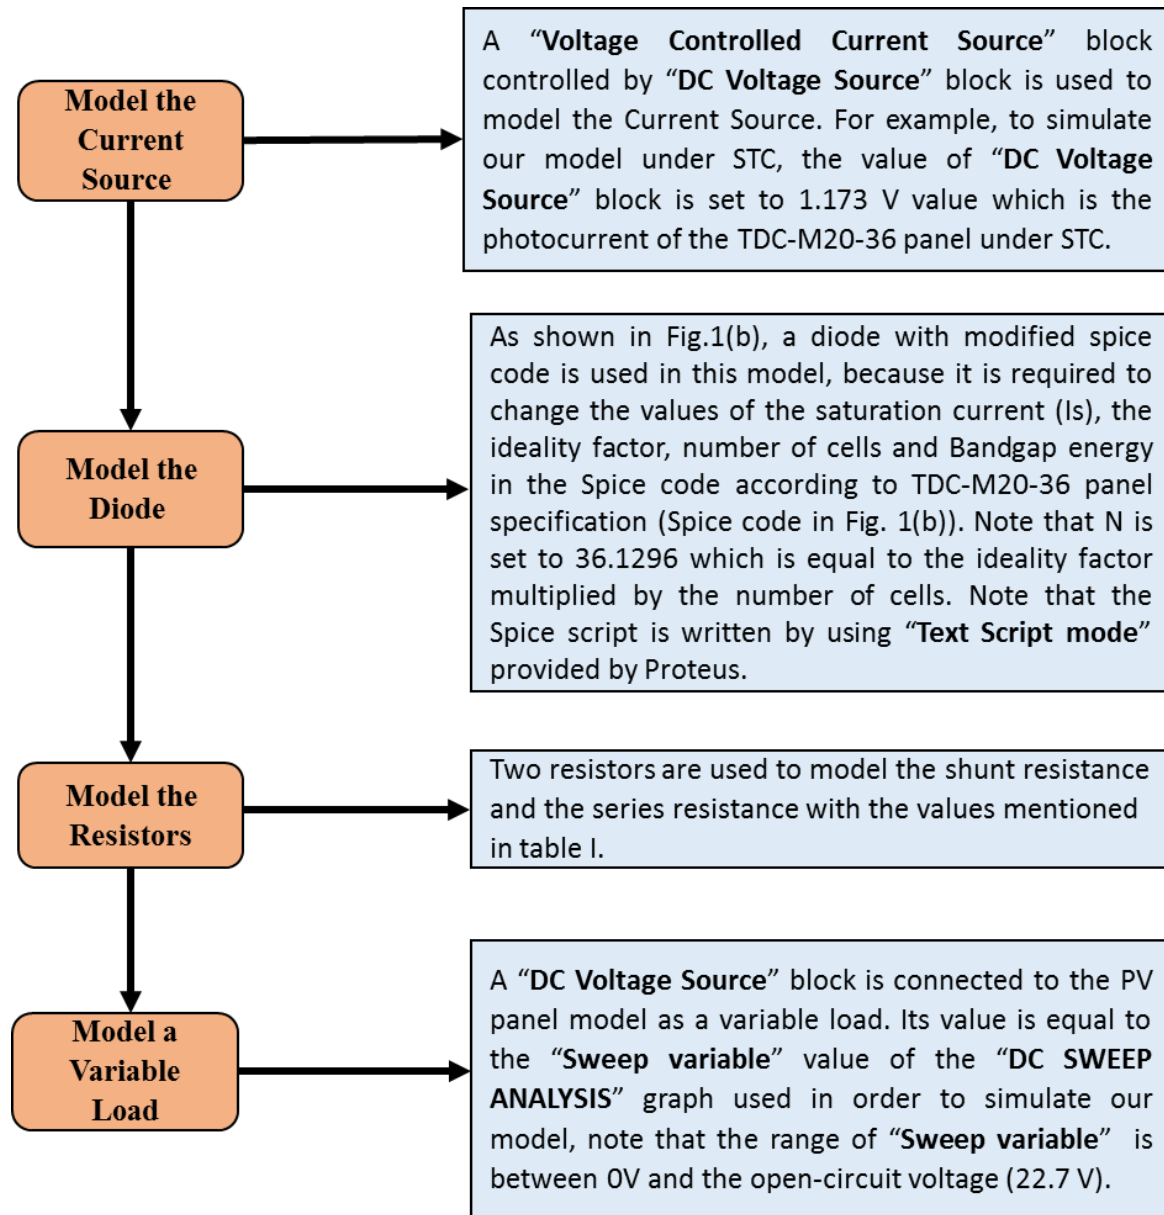 Model the
Current
Source
A “Voltage Controlled Current Source” block
controlled by “DC Voltage Source” block is used to
model the Current Source. For example, to simulate
our model under STC, the value of “DC Voltage
Source” block is set to 1.173 V value which is the
photocurrent of the TDC-M20-36 panel under STC.
Model the
Diode
As shown in Fig.1(b), a diode with modified spice
code is used in this model, because it is required to
change the values of the saturation current (Is), the
ideality factor, number of cells and Bandgap energy
in the Spice code according to TDC-M20-36 panel
specification (Spice code in Fig. 1(b)). Note that N is
set to 36.1296 which is equal to the ideality factor
multiplied by the number of cells. Note that the
Spice script is written by using “Text Script mode”
provided by Proteus.
Model the
Resistors
Two resistors are used to model the shunt resistance
and the series resistance with the values mentioned
in table I.
Model a
Variable
Load
A “DC Voltage Source” block is connected to the PV
panel model as a variable load. Its value is equal to
the “Sweep variable” value of the “DC SWEEP
ANALYSIS” graph used in order to simulate our
model, note that the range of “Sweep variable” is
between 0V and the open-circuit voltage (22.7 V).